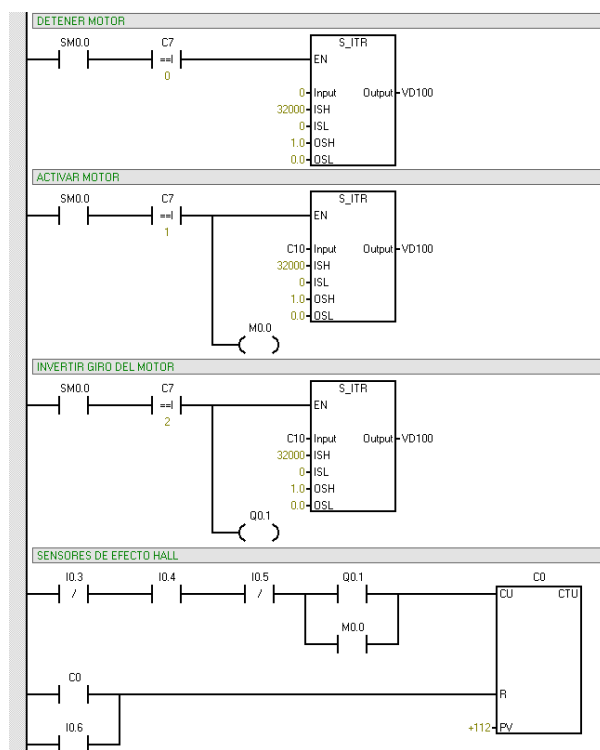 DETENER MOTOR
SM0.0 C7 S_ITR
==I EN
0
0 Input Output VD100
32000 ISH
0 ISL
1.0 OSH
0.0 OSL
ACTIVAR MOTOR
SM0.0 C7 S_ITR
==I EN
1
C10 Input Output VD100
32000 ISH
0 ISL
1.0 OSH
0.0 OSL
M0.0
INVERTIR GIRO DEL MOTOR
SM0.0 C7 S_ITR
==I EN
2
C10 Input Output VD100
32000 ISH
0 ISL
1.0 OSH
0.0 OSL
Q0.1
SENSORES DE EFECTO HALL
I0.3 I0.4 I0.5 Q0.1 C0
/ / CU CTU
M0.0
C0
R
I0.6
+112 PV